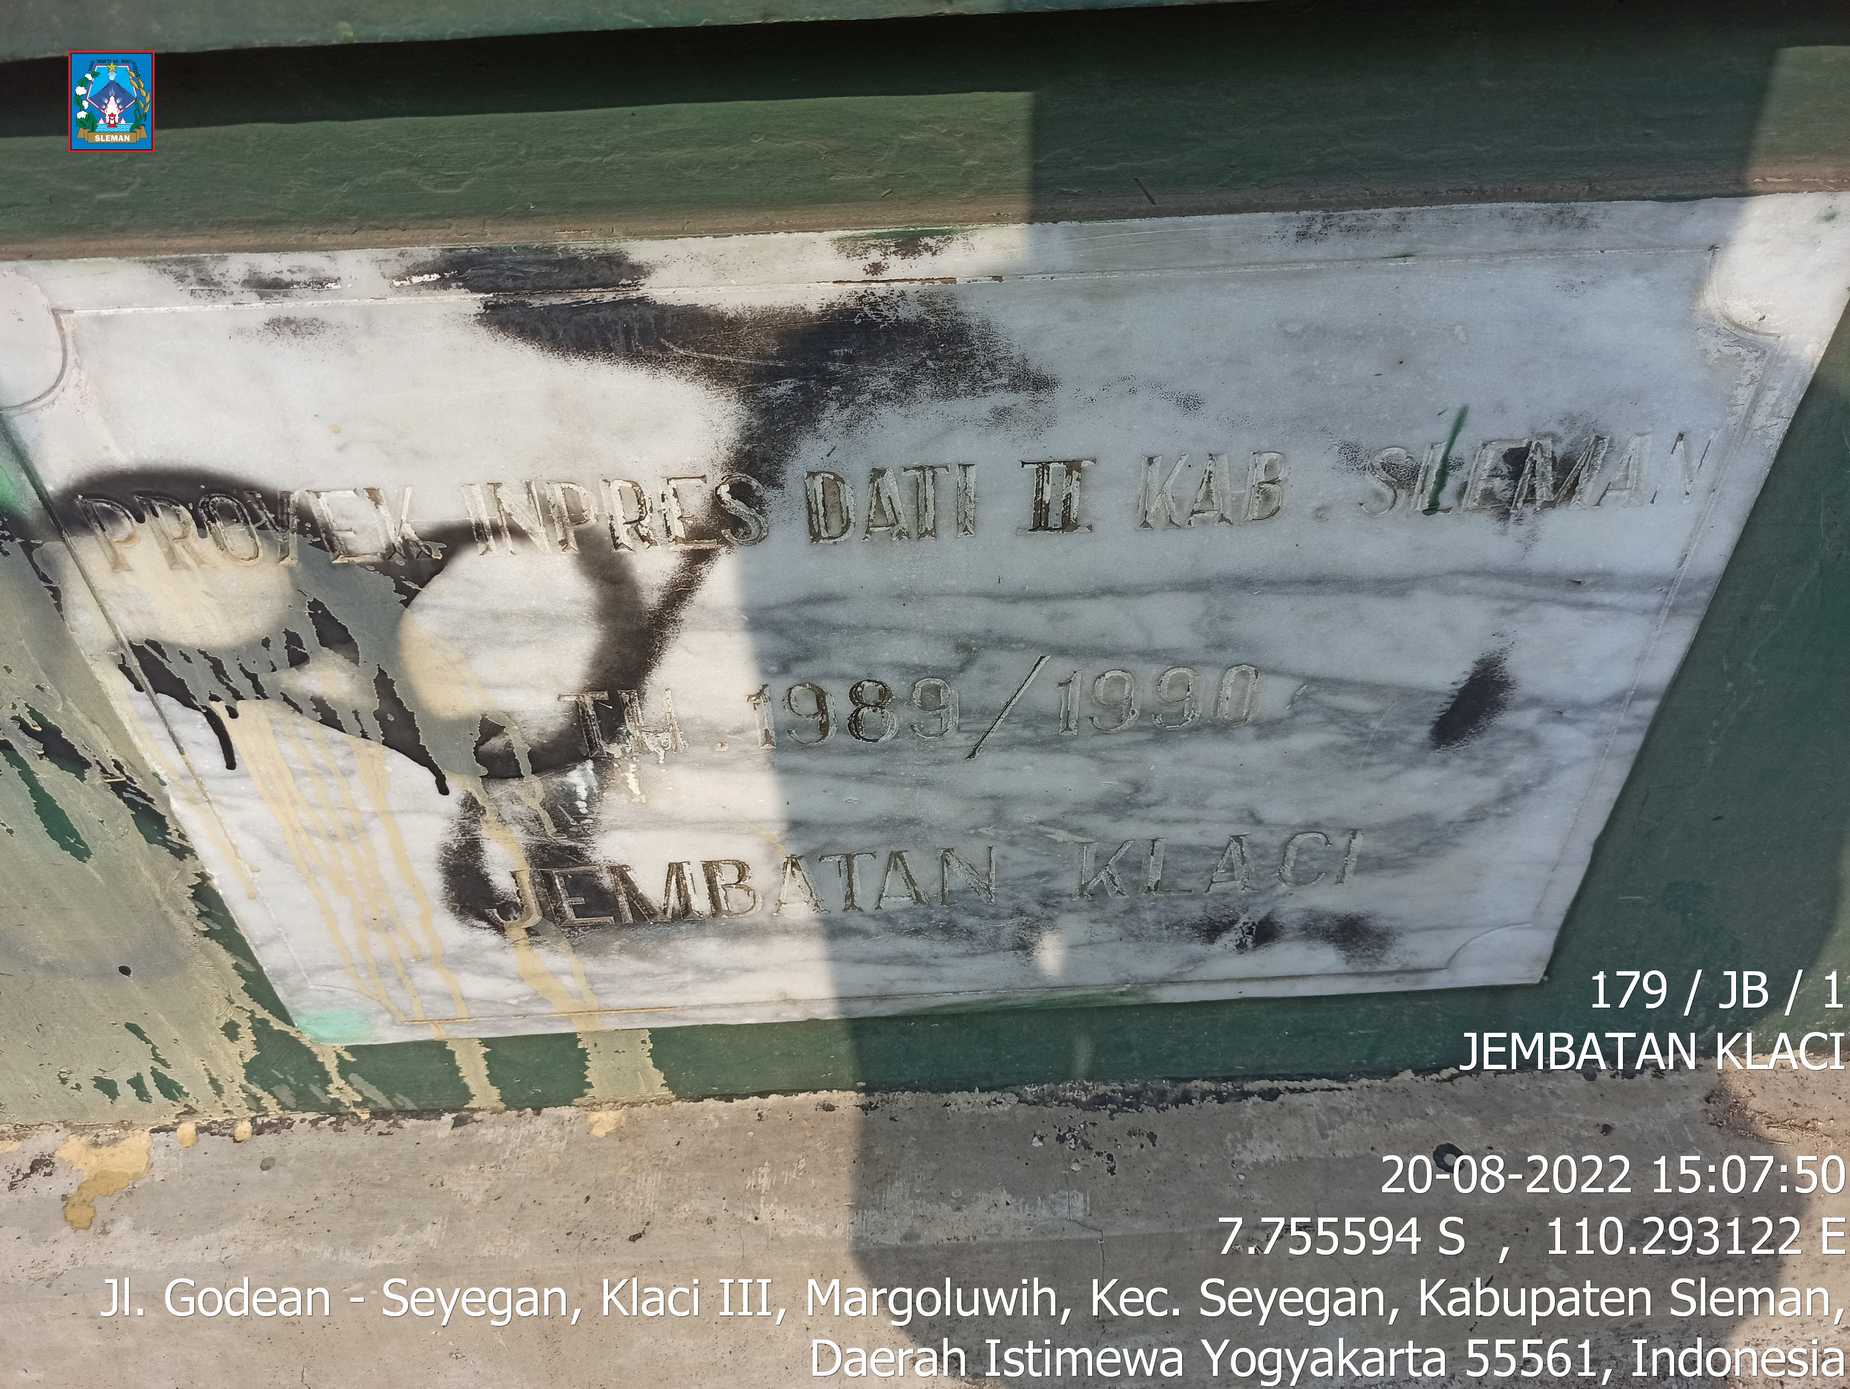 SLEMAN
PROYEK INPRES DATI II KAB. SLEMAN
TH. 1989/1990
JEMBATAN KLACI
179 / JB / 1
JEMBATAN KLACI
20-08-2022 15:07:50
7.755594 S , 110.293122 E
Jl. Godean - Seyegan, Klaci III, Margoluwih, Kec. Seyegan, Kabupaten Sleman,
Daerah Istimewa Yogyakarta 55561, Indonesia